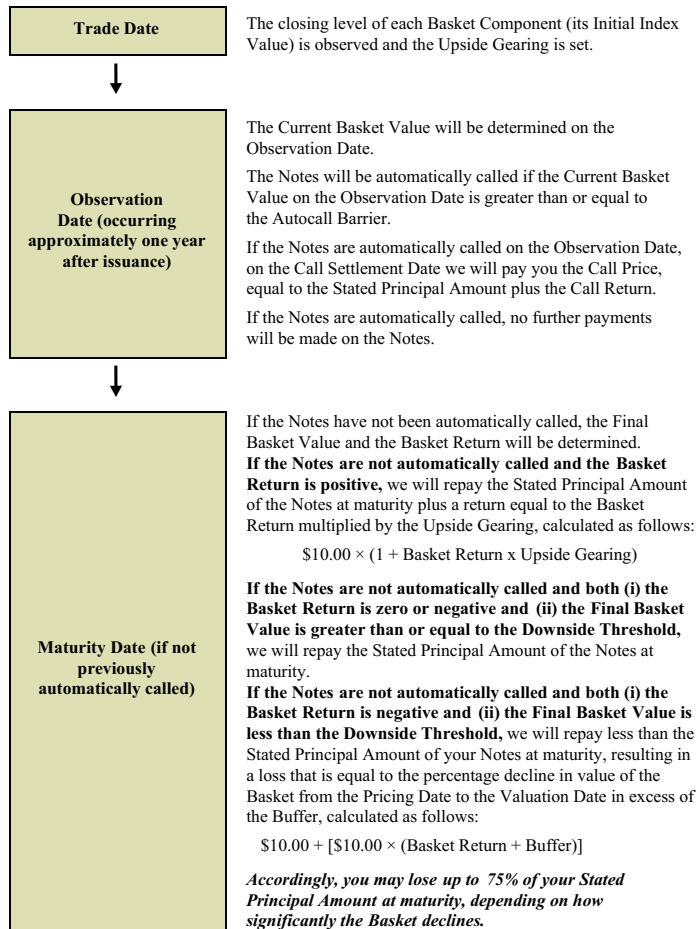 Trade Date
The closing level of each Basket Component (its Initial Index
Value) is observed and the Upside Gearing is set.
Observation
Date (occurring
approximately one year
after issuance)
The Current Basket Value will be determined on the
Observation Date.
The Notes will be automatically called if the Current Basket
Value on the Observation Date is greater than or equal to
the Autocall Barrier.
If the Notes are automatically called on the Observation Date,
on the Call Settlement Date we will pay you the Call Price,
equal to the Stated Principal Amount plus the Call Return.
If the Notes are automatically called, no further payments
will be made on the Notes.
Maturity Date (if not
previously
automatically called)
If the Notes have not been automatically called, the Final
Basket Value and the Basket Return will be determined.
If the Notes are not automatically called and the Basket
Return is positive, we will repay the Stated Principal Amount
of the Notes at maturity plus a return equal to the Basket
Return multiplied by the Upside Gearing, calculated as follows:
$10.00 × (1 + Basket Return x Upside Gearing)
If the Notes are not automatically called and both (i) the
Basket Return is zero or negative and (ii) the Final Basket
Value is greater than or equal to the Downside Threshold,
we will repay the Stated Principal Amount of the Notes at
maturity.
If the Notes are not automatically called and both (i) the
Basket Return is negative and (ii) the Final Basket Value is
less than the Downside Threshold, we will repay less than the
Stated Principal Amount of your Notes at maturity, resulting in
a loss that is equal to the percentage decline in value of the
Basket from the Pricing Date to the Valuation Date in excess of
the Buffer, calculated as follows:
$10.00 + [$10.00 × (Basket Return + Buffer)]
Accordingly, you may lose up to 75% of your Stated
Principal Amount at maturity, depending on how
significantly the Basket declines.